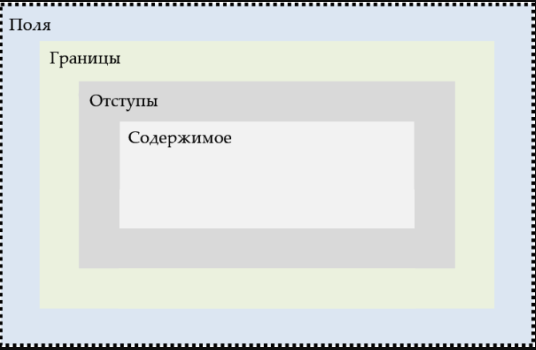 Поля
Границы
Отступы
Содержимое